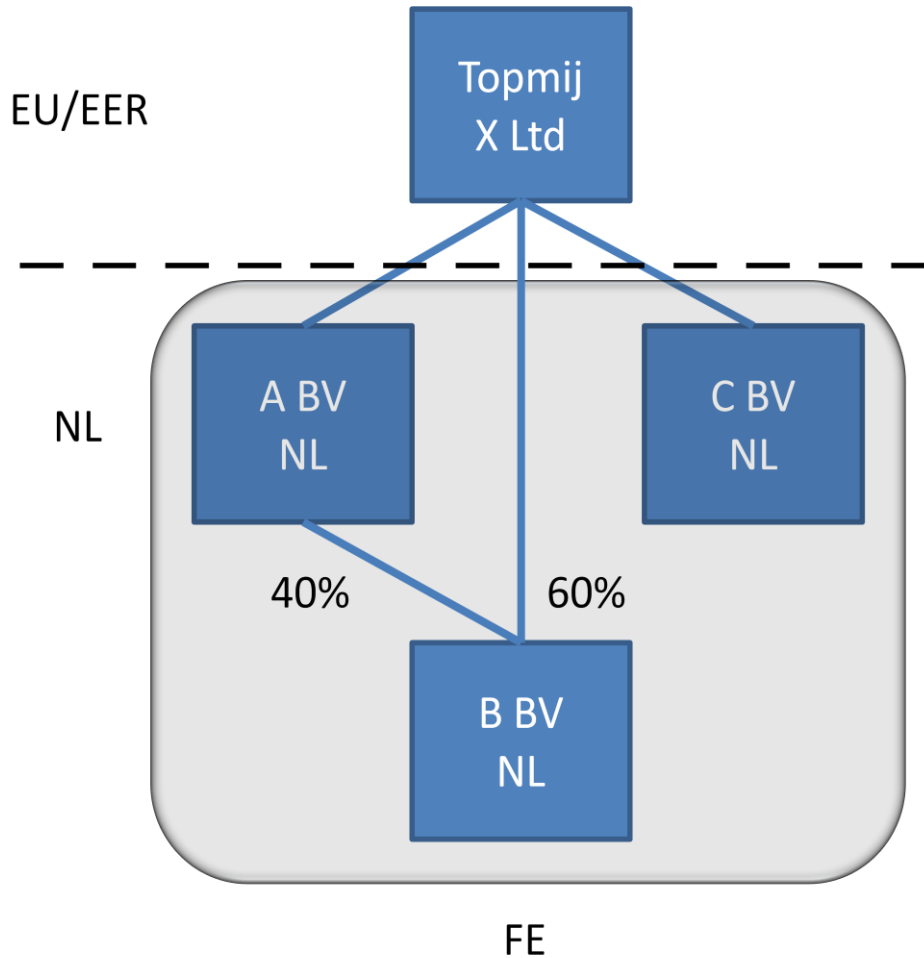 Topmij
X Ltd
EU/EER
A BV
NL
C BV
NL
NL
40%
60%
B BV
NL
FE